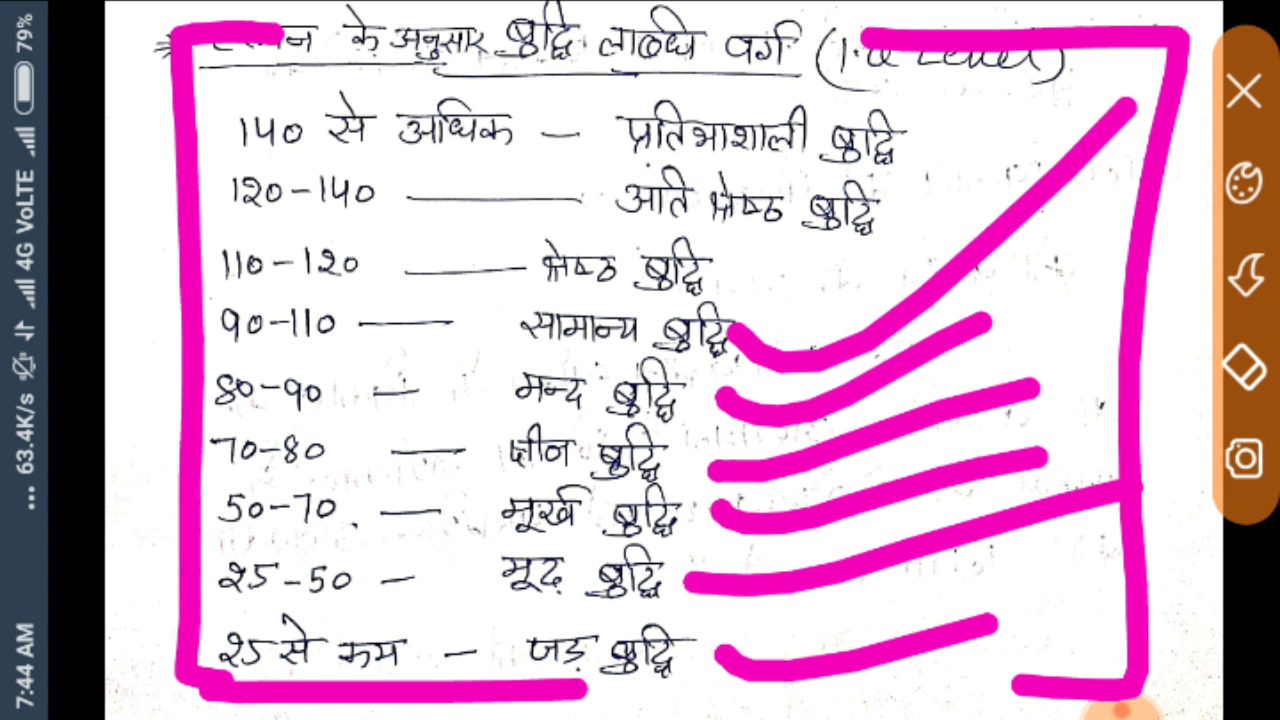 के अनुसार बुद्धि लब्धि वर्ग
140 से अधिक — प्रतिभाशाली बुद्धि
120-140 — अति श्रेष्ठ बुद्धि
110-120 — श्रेष्ठ बुद्धि
90-110 — सामान्य बुद्धि
80-90 — मन्द बुद्धि
70-80 — क्षीन बुद्धि
50-70 — मूर्ख बुद्धि
25-50 — मूढ़ बुद्धि
25 से कम — जड़ बुद्धि
7:44 AM ... 63.4K/s 4G VoLTE 79%